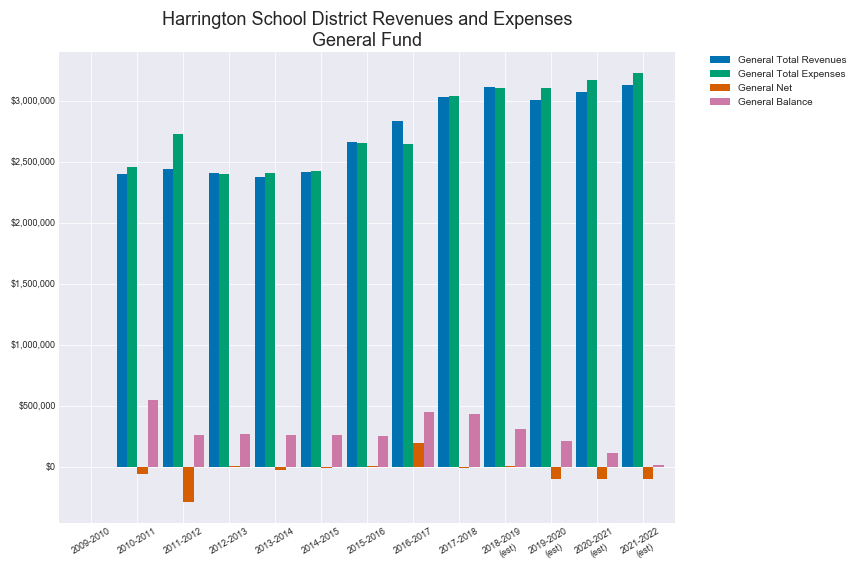 Harrington School District Revenues and Expenses
General Fund
General Total Revenues
General Total Expenses
General Net
General Balance
$3,000,000
$2,500,000
$2,000,000
$1,500,000
$1,000,000
$500,000
$0
2009-2010
2010-2011
2011-2012
2012-2013
2013-2014
2014-2015
2015-2016
2016-2017
2017-2018
2018-2019
(est)
2019-2020
(est)
2020-2021
(est)
2021-2022
(est)